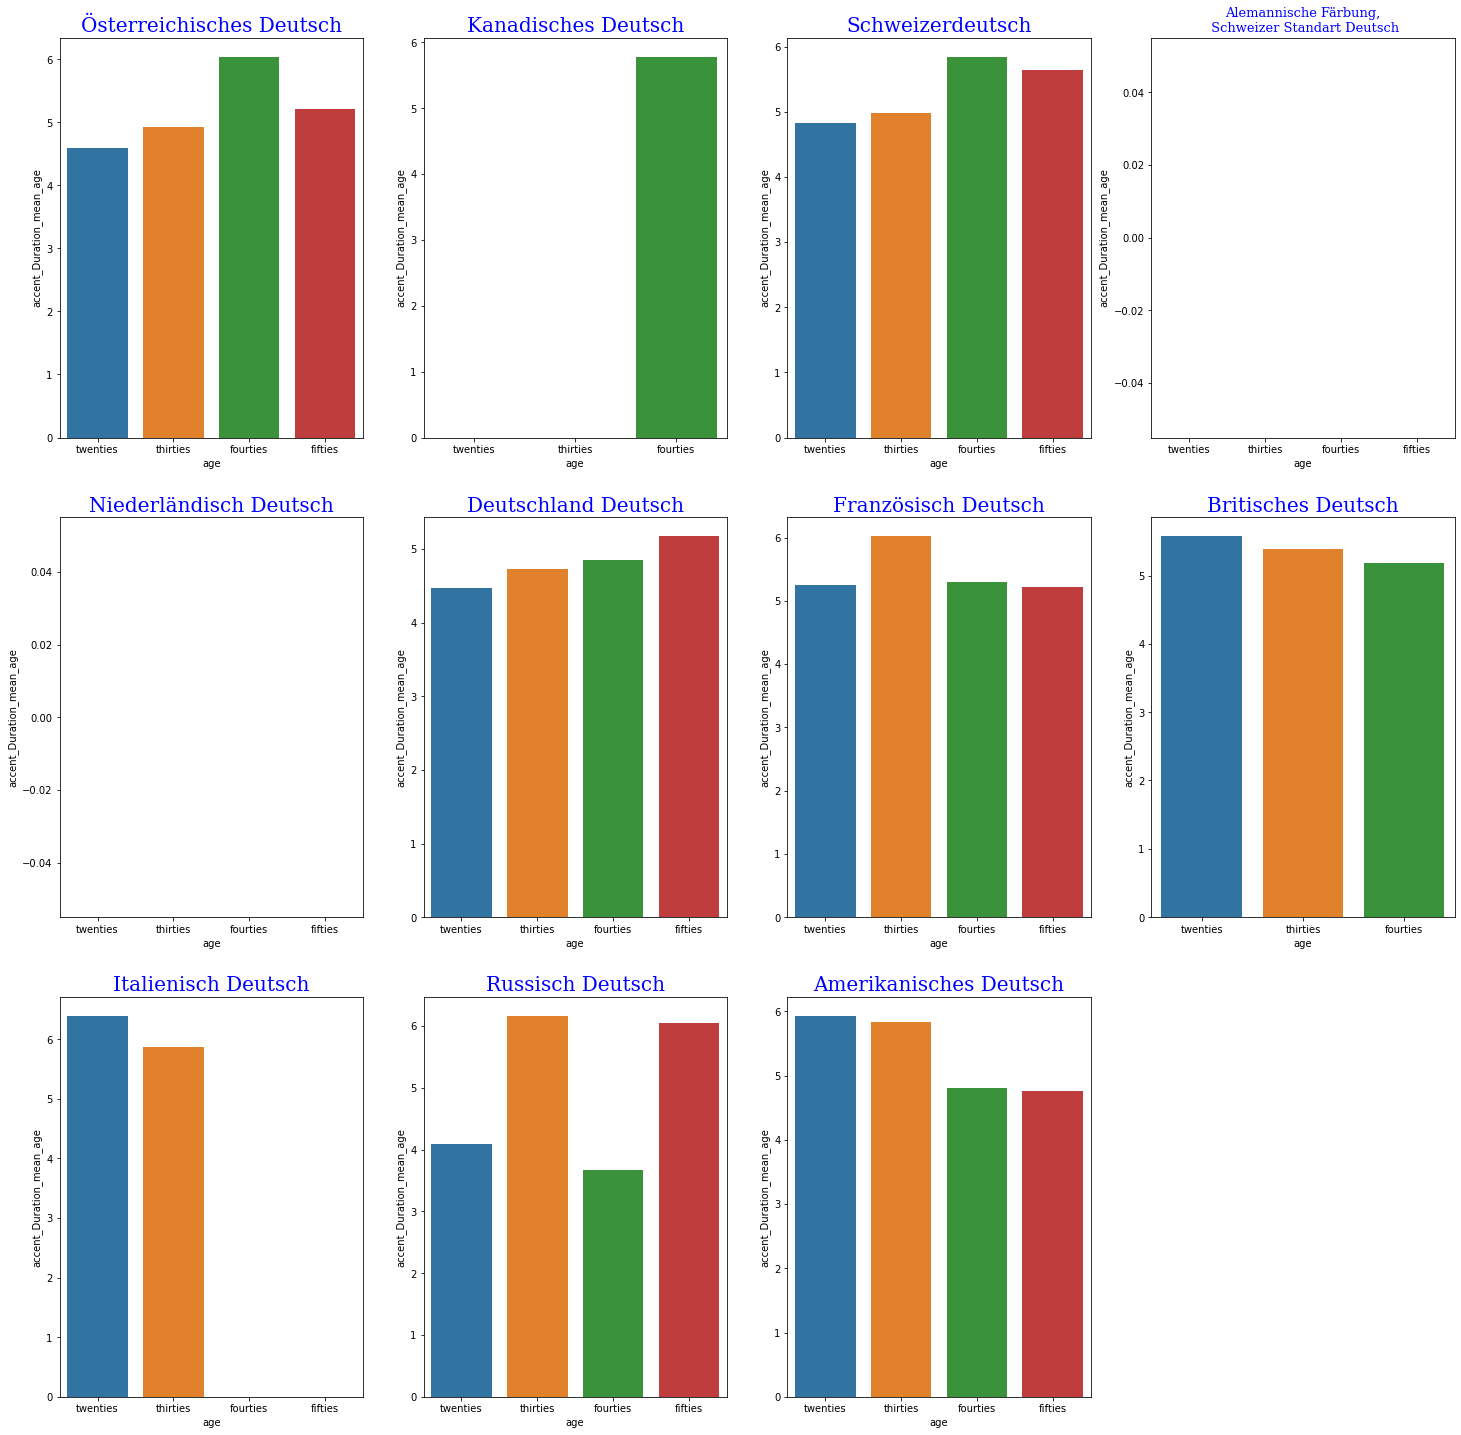 Österreichisches Deutsch
accent_Duration_mean_age
6
5
4
3
2
1
0
twenties thirties fourties fifties
age
Kanadisches Deutsch
accent_Duration_mean_age
6
5
4
3
2
1
0
twenties thirties fourties
age
Schweizerdeutsch
accent_Duration_mean_age
6
5
4
3
2
1
0
twenties thirties fourties fifties
age
Alemannische Färbung,
Schweizer Standart Deutsch
accent_Duration_mean_age
0.04
0.02
0.00
−0.02
−0.04
twenties thirties fourties fifties
age
Niederländisch Deutsch
accent_Duration_mean_age
0.04
0.02
0.00
−0.02
−0.04
twenties thirties fourties fifties
age
Deutschland Deutsch
accent_Duration_mean_age
5
4
3
2
1
0
twenties thirties fourties fifties
age
Französisch Deutsch
accent_Duration_mean_age
6
5
4
3
2
1
0
twenties thirties fourties fifties
age
Britisches Deutsch
accent_Duration_mean_age
5
4
3
2
1
0
twenties thirties fourties
age
Italienisch Deutsch
accent_Duration_mean_age
6
5
4
3
2
1
0
twenties thirties fourties fifties
age
Russisch Deutsch
accent_Duration_mean_age
6
5
4
3
2
1
0
twenties thirties fourties fifties
age
Amerikanisches Deutsch
accent_Duration_mean_age
6
5
4
3
2
1
0
twenties thirties fourties fifties
age